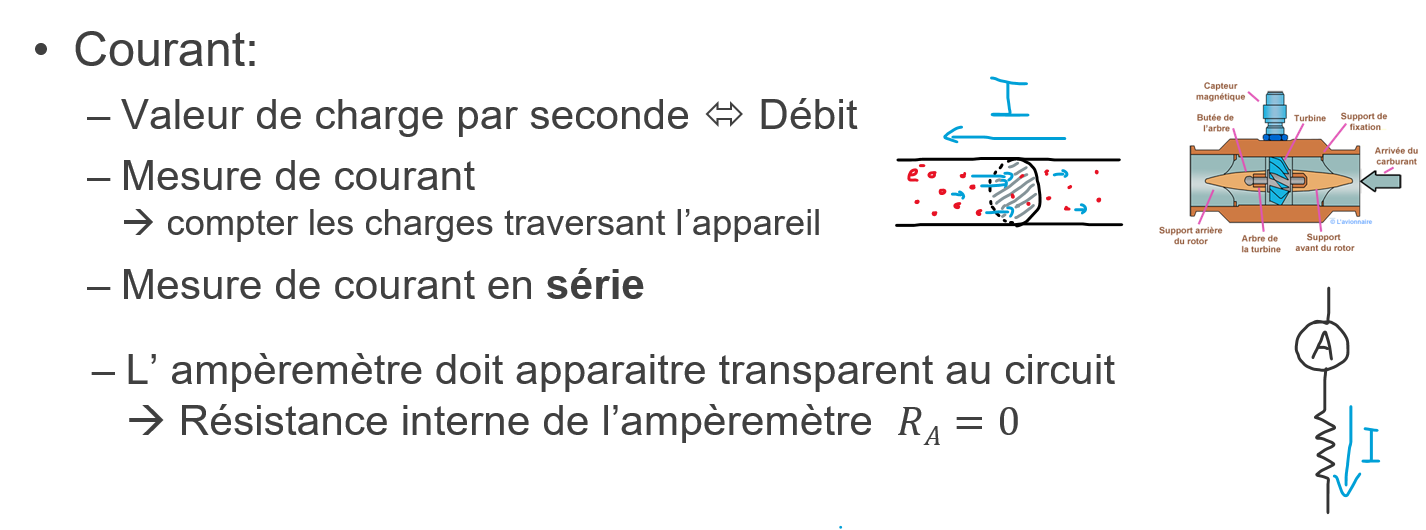 • Courant:
– Valeur de charge par seconde ⇔ Débit
– Mesure de courant
→ compter les charges traversant l’appareil
– Mesure de courant en série
– L’ ampèremètre doit apparaitre transparent au circuit
→ Résistance interne de l’ampèremètre R_A = 0
I
e⁻
Capteur
magnétique
Butée de
l’arbre
Turbine
Support de
fixation
Arrivée du
carburant
© L'avionnaire
Support arrière
du rotor
Arbre de
la turbine
Support
avant du rotor
A
I